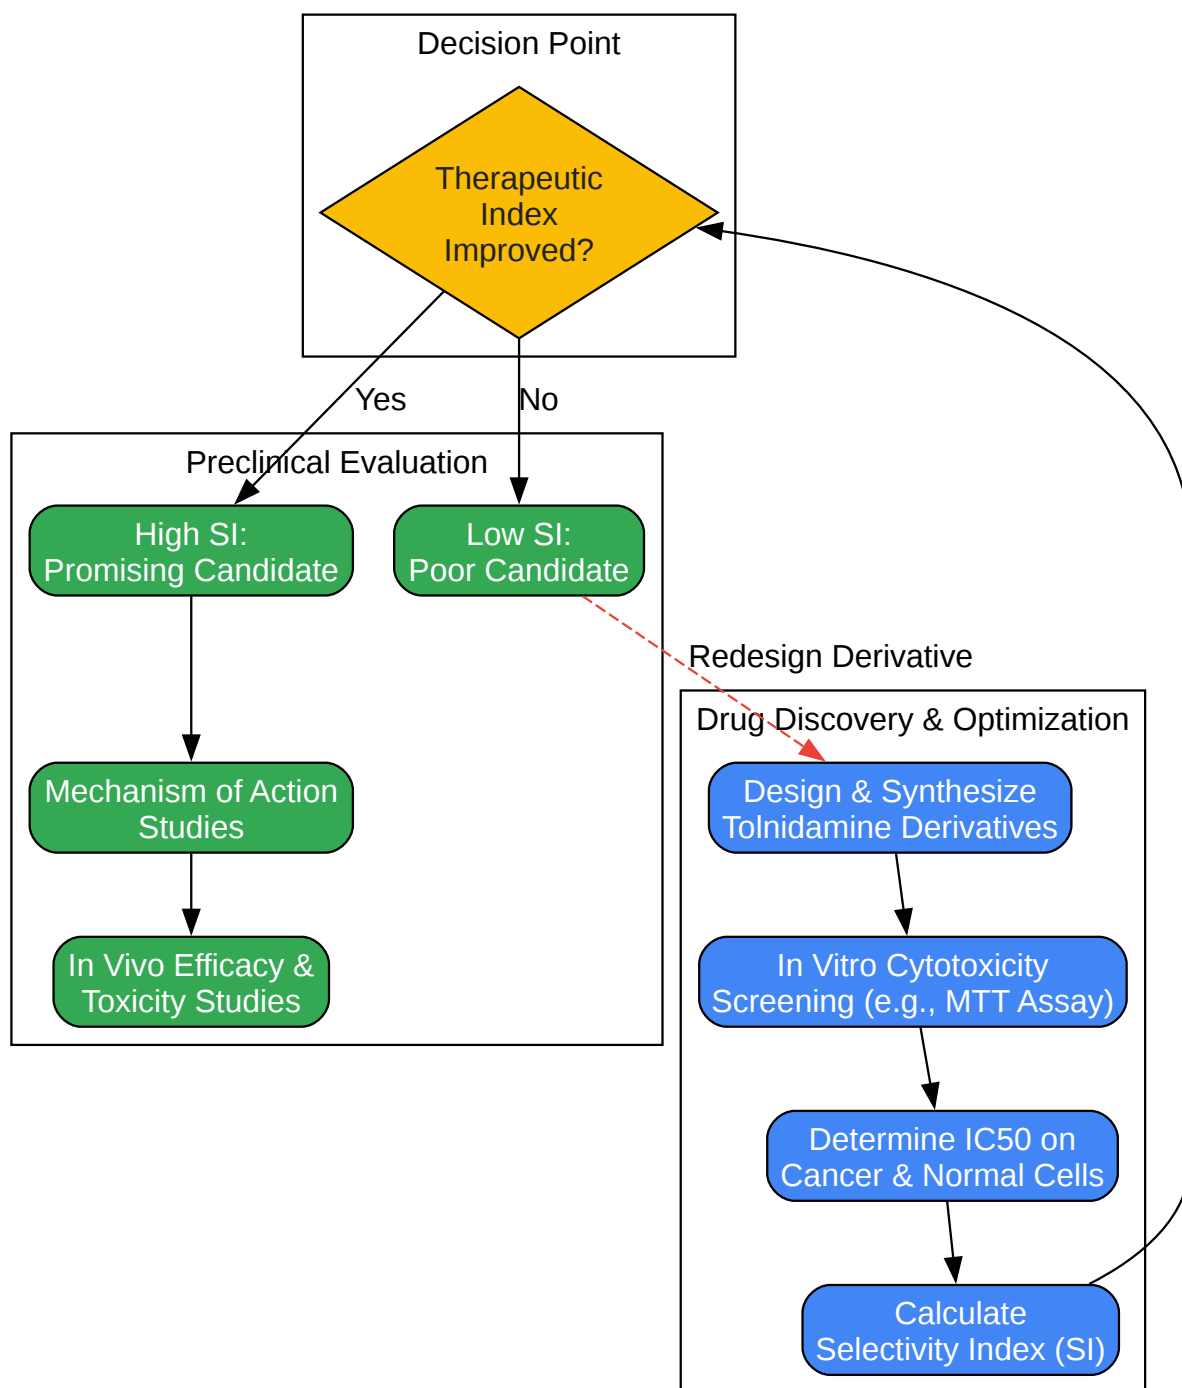 Decision Point
Therapeutic
Index
Improved?
Yes
No
Preclinical Evaluation
High SI:
Promising Candidate
Low SI:
Poor Candidate
Mechanism of Action
Studies
In Vivo Efficacy &
Toxicity Studies
Redesign Derivative
Drug Discovery & Optimization
Design & Synthesize
Tolnidamine Derivatives
In Vitro Cytotoxicity
Screening (e.g., MTT Assay)
Determine IC50 on
Cancer & Normal Cells
Calculate
Selectivity Index (SI)